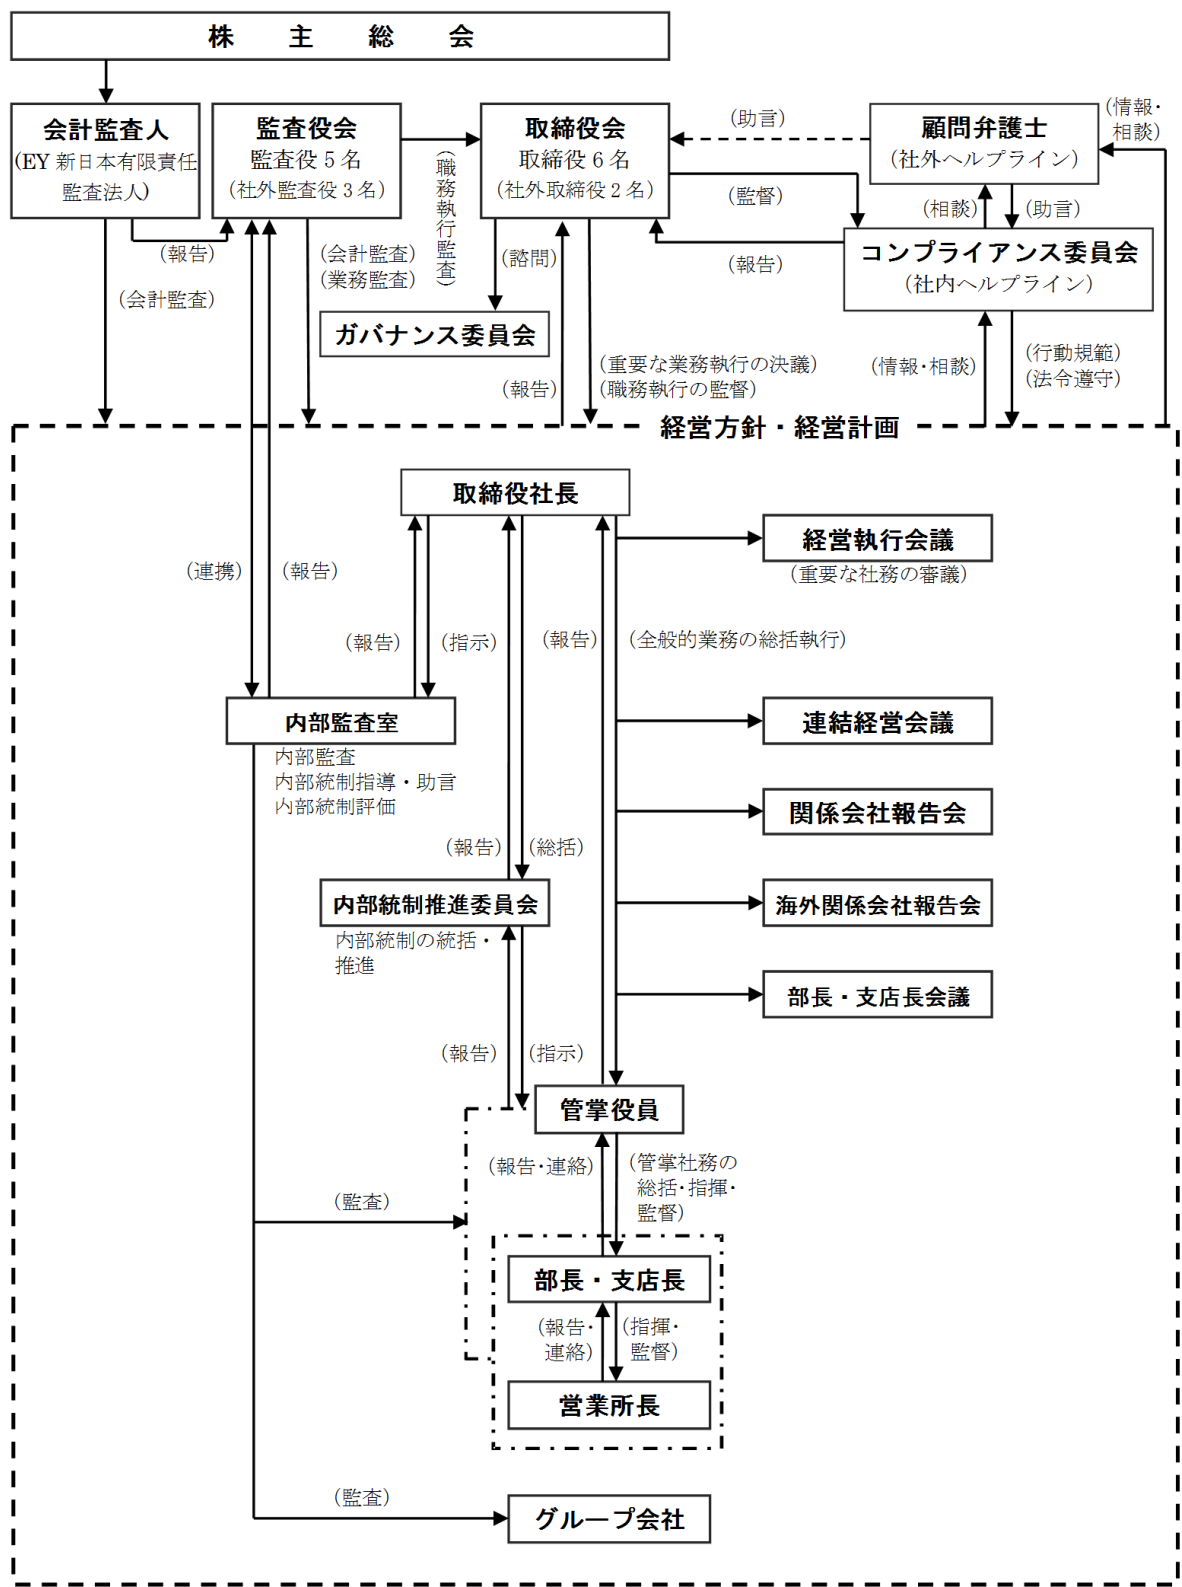 株　主　総　会
会計監査人
(EY 新日本有限責任
監査法人)
監査役会
監査役 5 名
(社外監査役 3 名)
取締役会
取締役 6 名
(社外取締役 2 名)
顧問弁護士
(社外ヘルプライン)
(助言)
(情報・
相談)
(職務執行監査)
(監督)
(相談)
(助言)
(報告)
(会計監査)
(会計監査)
(業務監査)
(諮問)
(報告)
コンプライアンス委員会
(社内ヘルプライン)
ガバナンス委員会
(報告)
(重要な業務執行の決議)
(職務執行の監督)
(情報・相談)
(行動規範)
(法令遵守)
経営方針・経営計画
取締役社長
経営執行会議
(重要な社務の審議)
(連携)
(報告)
(報告)
(指示)
(報告)
(全般的業務の総括執行)
内部監査室
内部監査
内部統制指導・助言
内部統制評価
連結経営会議
関係会社報告会
(報告)
(総括)
内部統制推進委員会
内部統制の統括・
推進
海外関係会社報告会
部長・支店長会議
(報告)
(指示)
管掌役員
(報告・連絡)
(管掌社務の
総括・指揮・
監督)
(監査)
部長・支店長
(報告・
連絡)
(指揮・
監督)
営業所長
(監査)
グループ会社